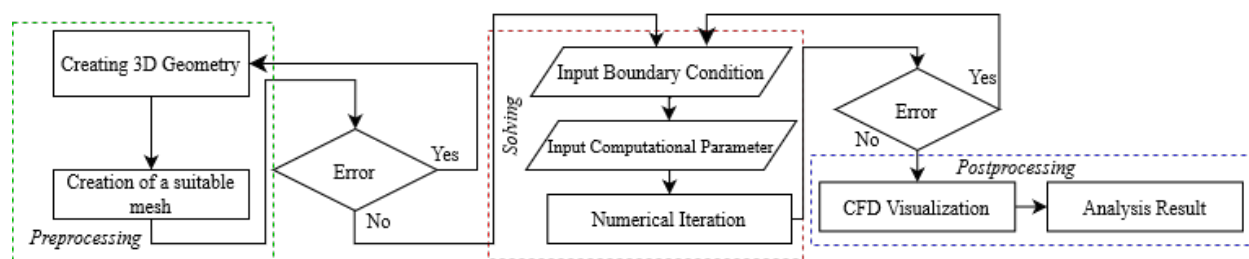 Creating 3D Geometry
Creation of a suitable
mesh
Preprocessing
Error
Yes
No
Solving
Input Boundary Condition
Input Computational Parameter
Numerical Iteration
Error
Yes
No
Postprocessing
CFD Visualization
Analysis Result